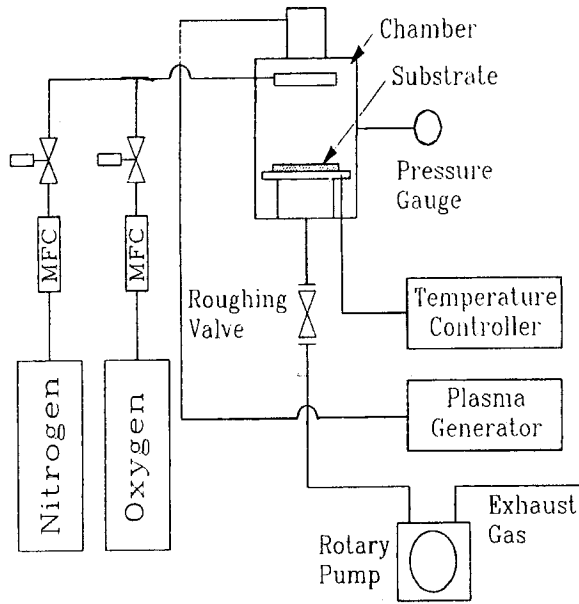 Chamber
Substrate
Pressure
Gauge
MFC
MFC
Roughing
Valve
Temperature
Controller
Nitrogen
Oxygen
Plasma
Generator
Exhaust
Gas
Rotary
Pump